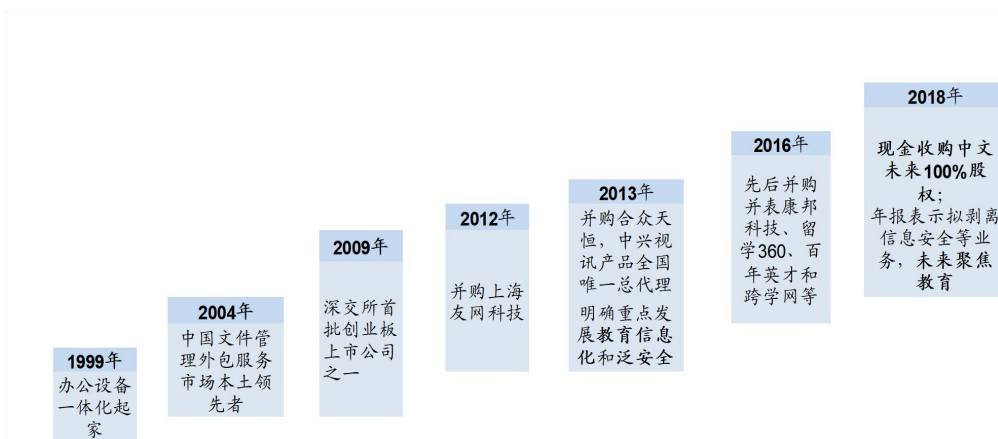 1999年
办公设备
一体化起
家
2004年
中国文件管
理外包服务
市场本土领
先者
2009年
深交所首
批创业板
上市公司
之一
2012年
并购上海
友网科技
2013年
并购合众天
恒，中兴视
讯产品全国
唯一总代理
明确重点发
展教育信息
化和泛安全
2016年
先后并购
并表康邦
科技、留
学360、百
年英才和
跨学网等
2018年
现金收购中文
未来100%股
权；
年报表示拟剥离
信息安全等业
务，未来聚焦
教育